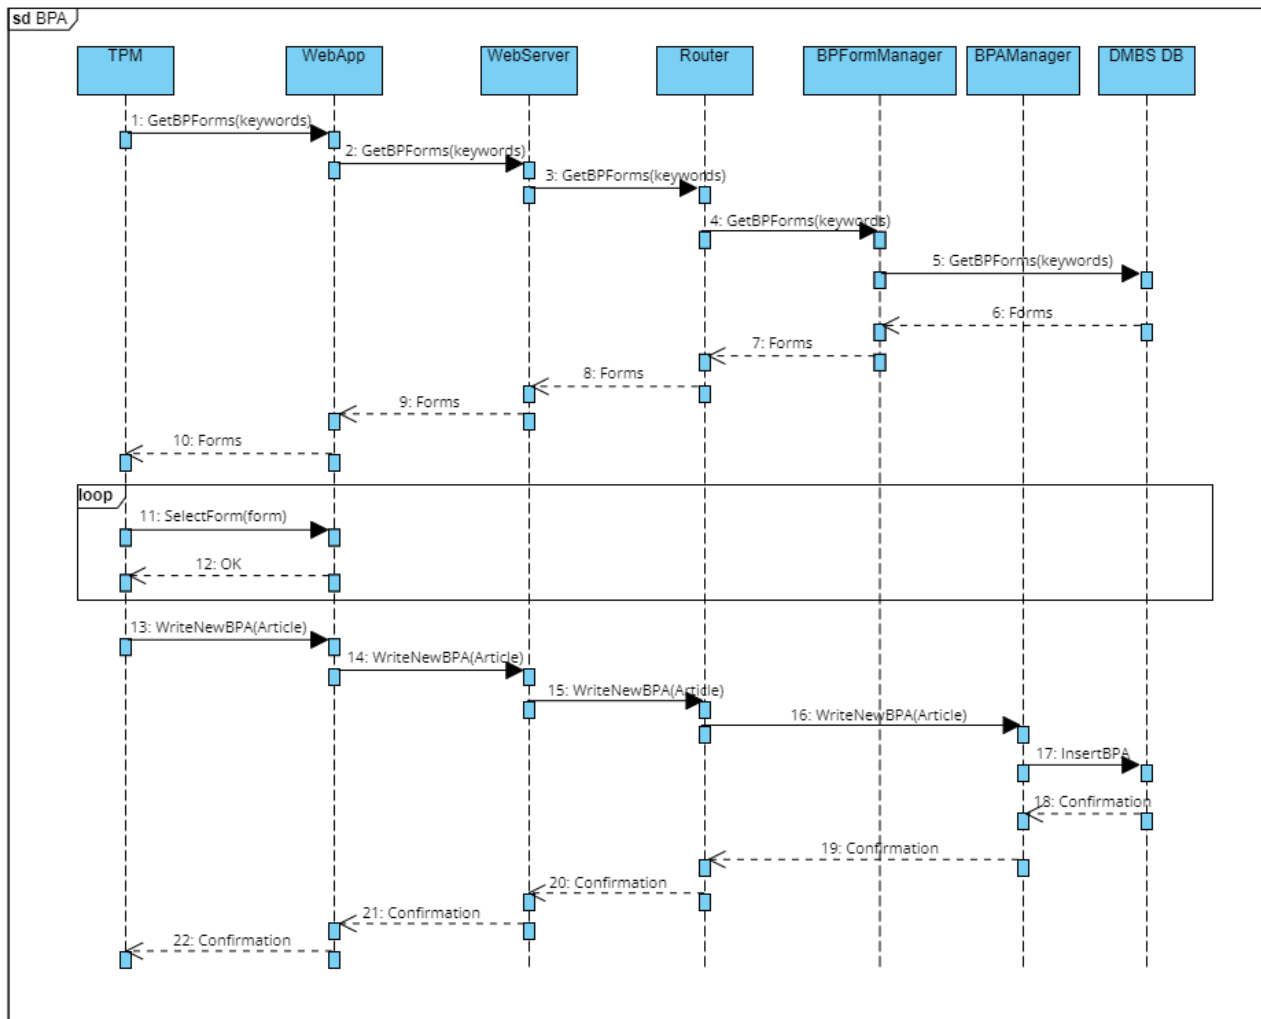 sd BPA
TPM
WebApp
WebServer
Router
BPFormManager
BPAManager
DMBS DB
1: GetBPForms(keywords)
2: GetBPForms(keywords)
3: GetBPForms(keywords)
4: GetBPForms(keywords)
5: GetBPForms(keywords)
6: Forms
7: Forms
8: Forms
9: Forms
10: Forms
loop
11: SelectForm(form)
12: OK
13: WriteNewBPA(Article)
14: WriteNewBPA(Article)
15: WriteNewBPA(Article)
16: WriteNewBPA(Article)
17: InsertBPA
18: Confirmation
19: Confirmation
20: Confirmation
21: Confirmation
22: Confirmation